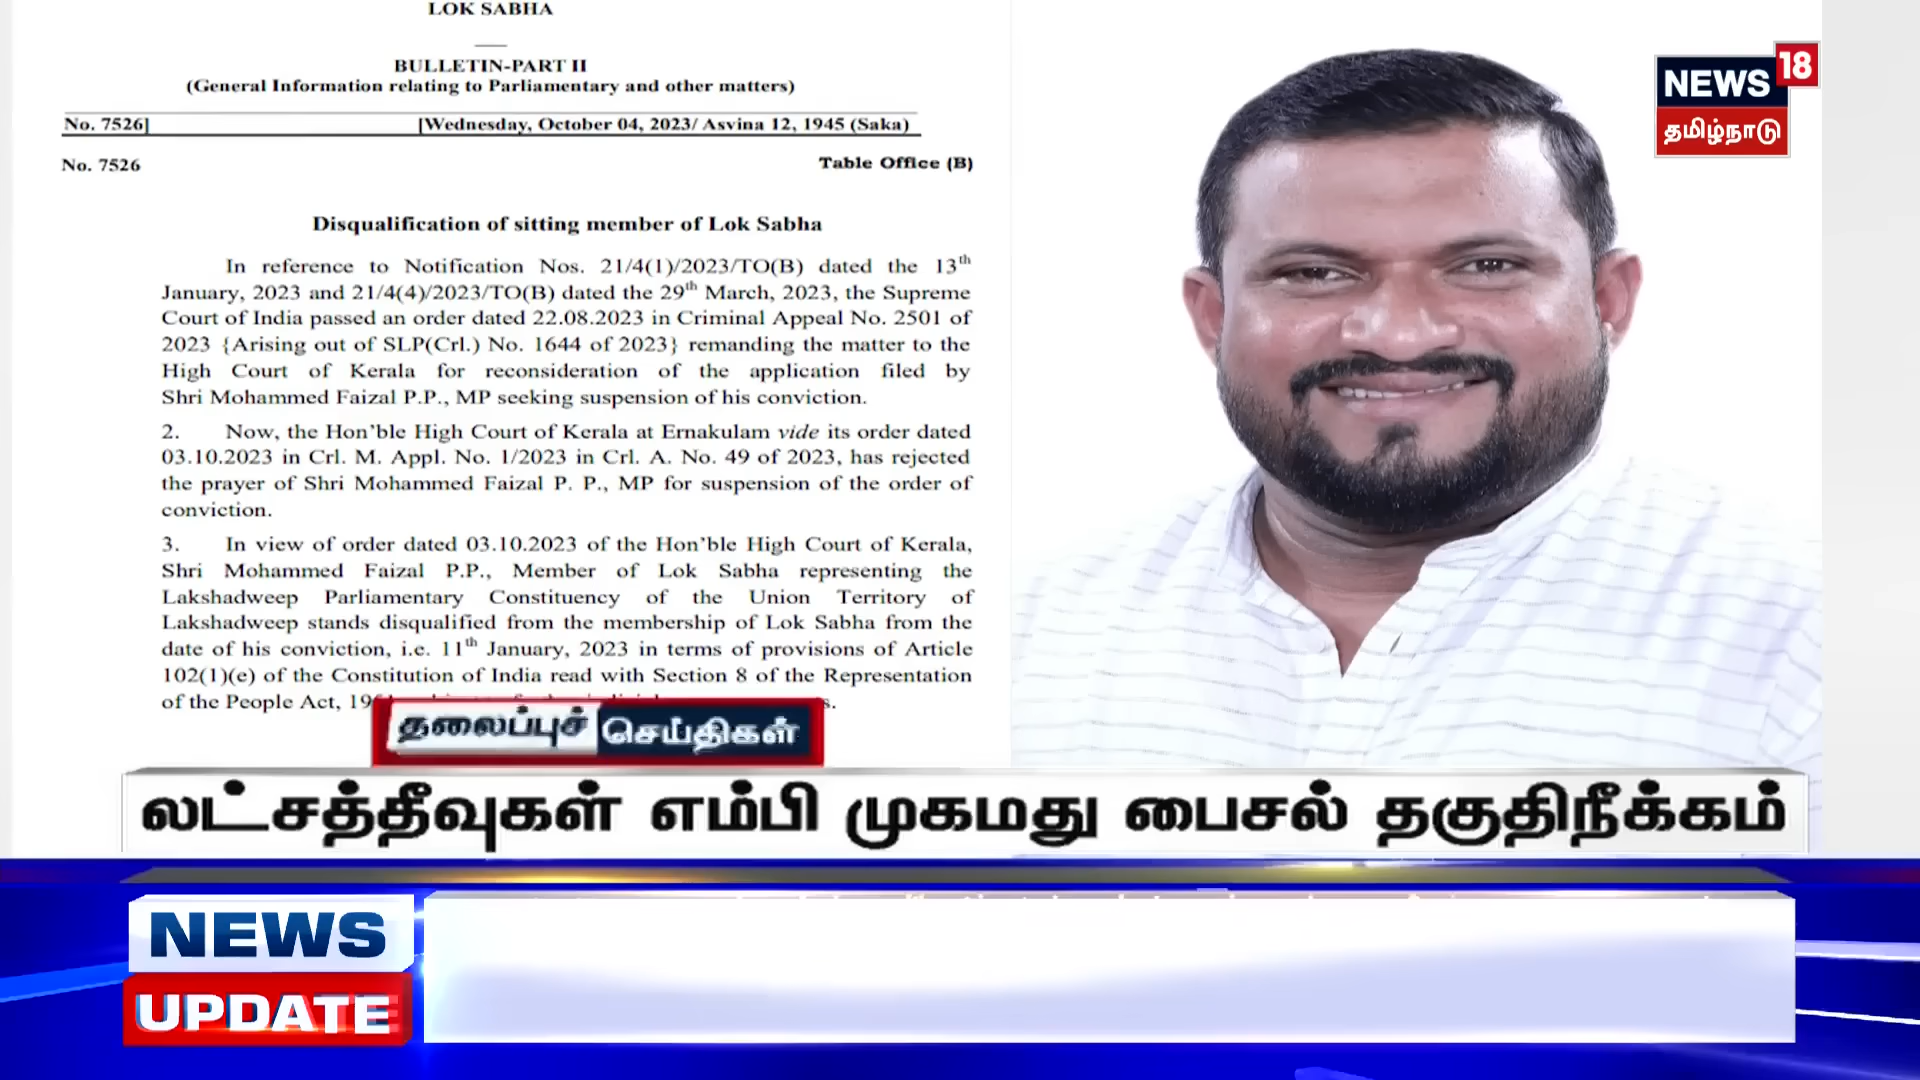 LOK SABHA
BULLETIN-PART II
(General Information relating to Parliamentary and other matters)
No. 7526] [Wednesday, October 04, 2023/ Asvina 12, 1945 (Saka)
No. 7526 Table Office (B)
Disqualification of sitting member of Lok Sabha
In reference to Notification Nos. 21/4(1)/2023/TO(B) dated the 13th
January, 2023 and 21/4(4)/2023/TO(B) dated the 29th March, 2023, the Supreme
Court of India passed an order dated 22.08.2023 in Criminal Appeal No. 2501 of
2023 {Arising out of SLP(Crl.) No. 1644 of 2023} remanding the matter to the
High Court of Kerala for reconsideration of the application filed by
Shri Mohammed Faizal P.P., MP seeking suspension of his conviction.
2. Now, the Hon'ble High Court of Kerala at Ernakulam vide its order dated
03.10.2023 in Crl. M. Appl. No. 1/2023 in Crl. A. No. 49 of 2023, has rejected
the prayer of Shri Mohammed Faizal P. P., MP for suspension of the order of
conviction.
3. In view of order dated 03.10.2023 of the Hon'ble High Court of Kerala,
Shri Mohammed Faizal P.P., Member of Lok Sabha representing the
Lakshadweep Parliamentary Constituency of the Union Territory of
Lakshadweep stands disqualified from the membership of Lok Sabha from the
date of his conviction, i.e. 11th January, 2023 in terms of provisions of Article
102(1)(e) of the Constitution of India read with Section 8 of the Representation
of the People Act,
NEWS 18
தமிழ்நாடு
தலைப்புச் செய்திகள்
லட்சத்தீவுகள் எம்பி முகமது பைசல் தகுதிநீக்கம்
NEWS
UPDATE